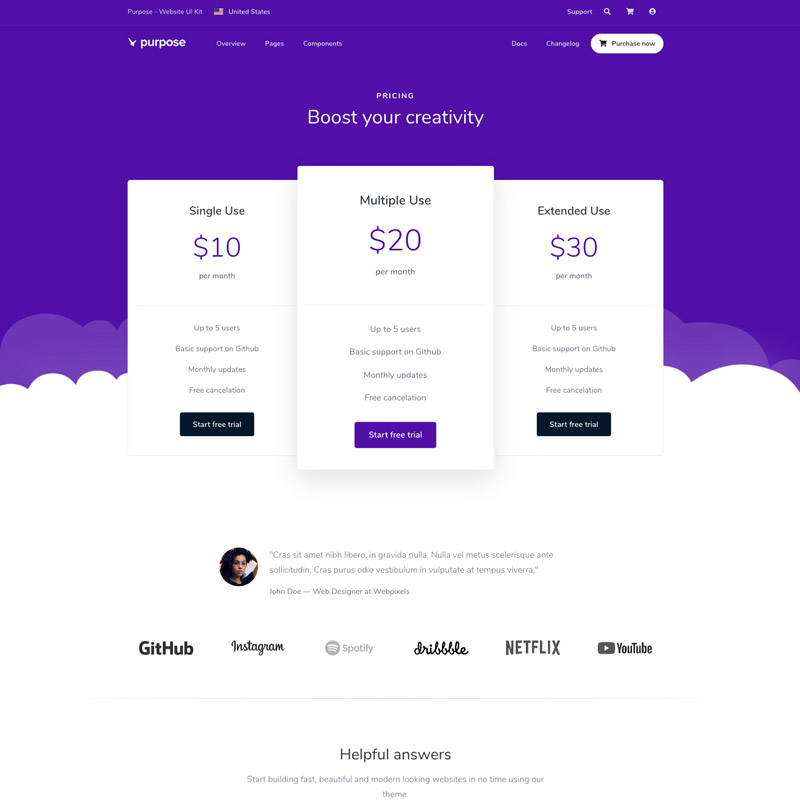 Purpose - Website UI Kit United States Support
purpose Overview Pages Components Docs Changelog Purchase now
PRICING
Boost your creativity
Single Use
$10
per month
Up to 5 users
Basic support on Github
Monthly updates
Free cancelation
Start free trial
Multiple Use
$20
per month
Up to 5 users
Basic support on Github
Monthly updates
Free cancelation
Start free trial
Extended Use
$30
per month
Up to 5 users
Basic support on Github
Monthly updates
Free cancelation
Start free trial
"Cras sit amet nibh libero, in gravida nulla. Nulla vel metus scelerisque ante
sollicitudin. Cras purus odio vestibulum in vulputate at tempus viverra."
John Doe — Web Designer at Webpixels
GitHub Instagram Spotify dribbble NETFLIX YouTube
Helpful answers
Start building fast, beautiful and modern looking websites in no time using our
theme.